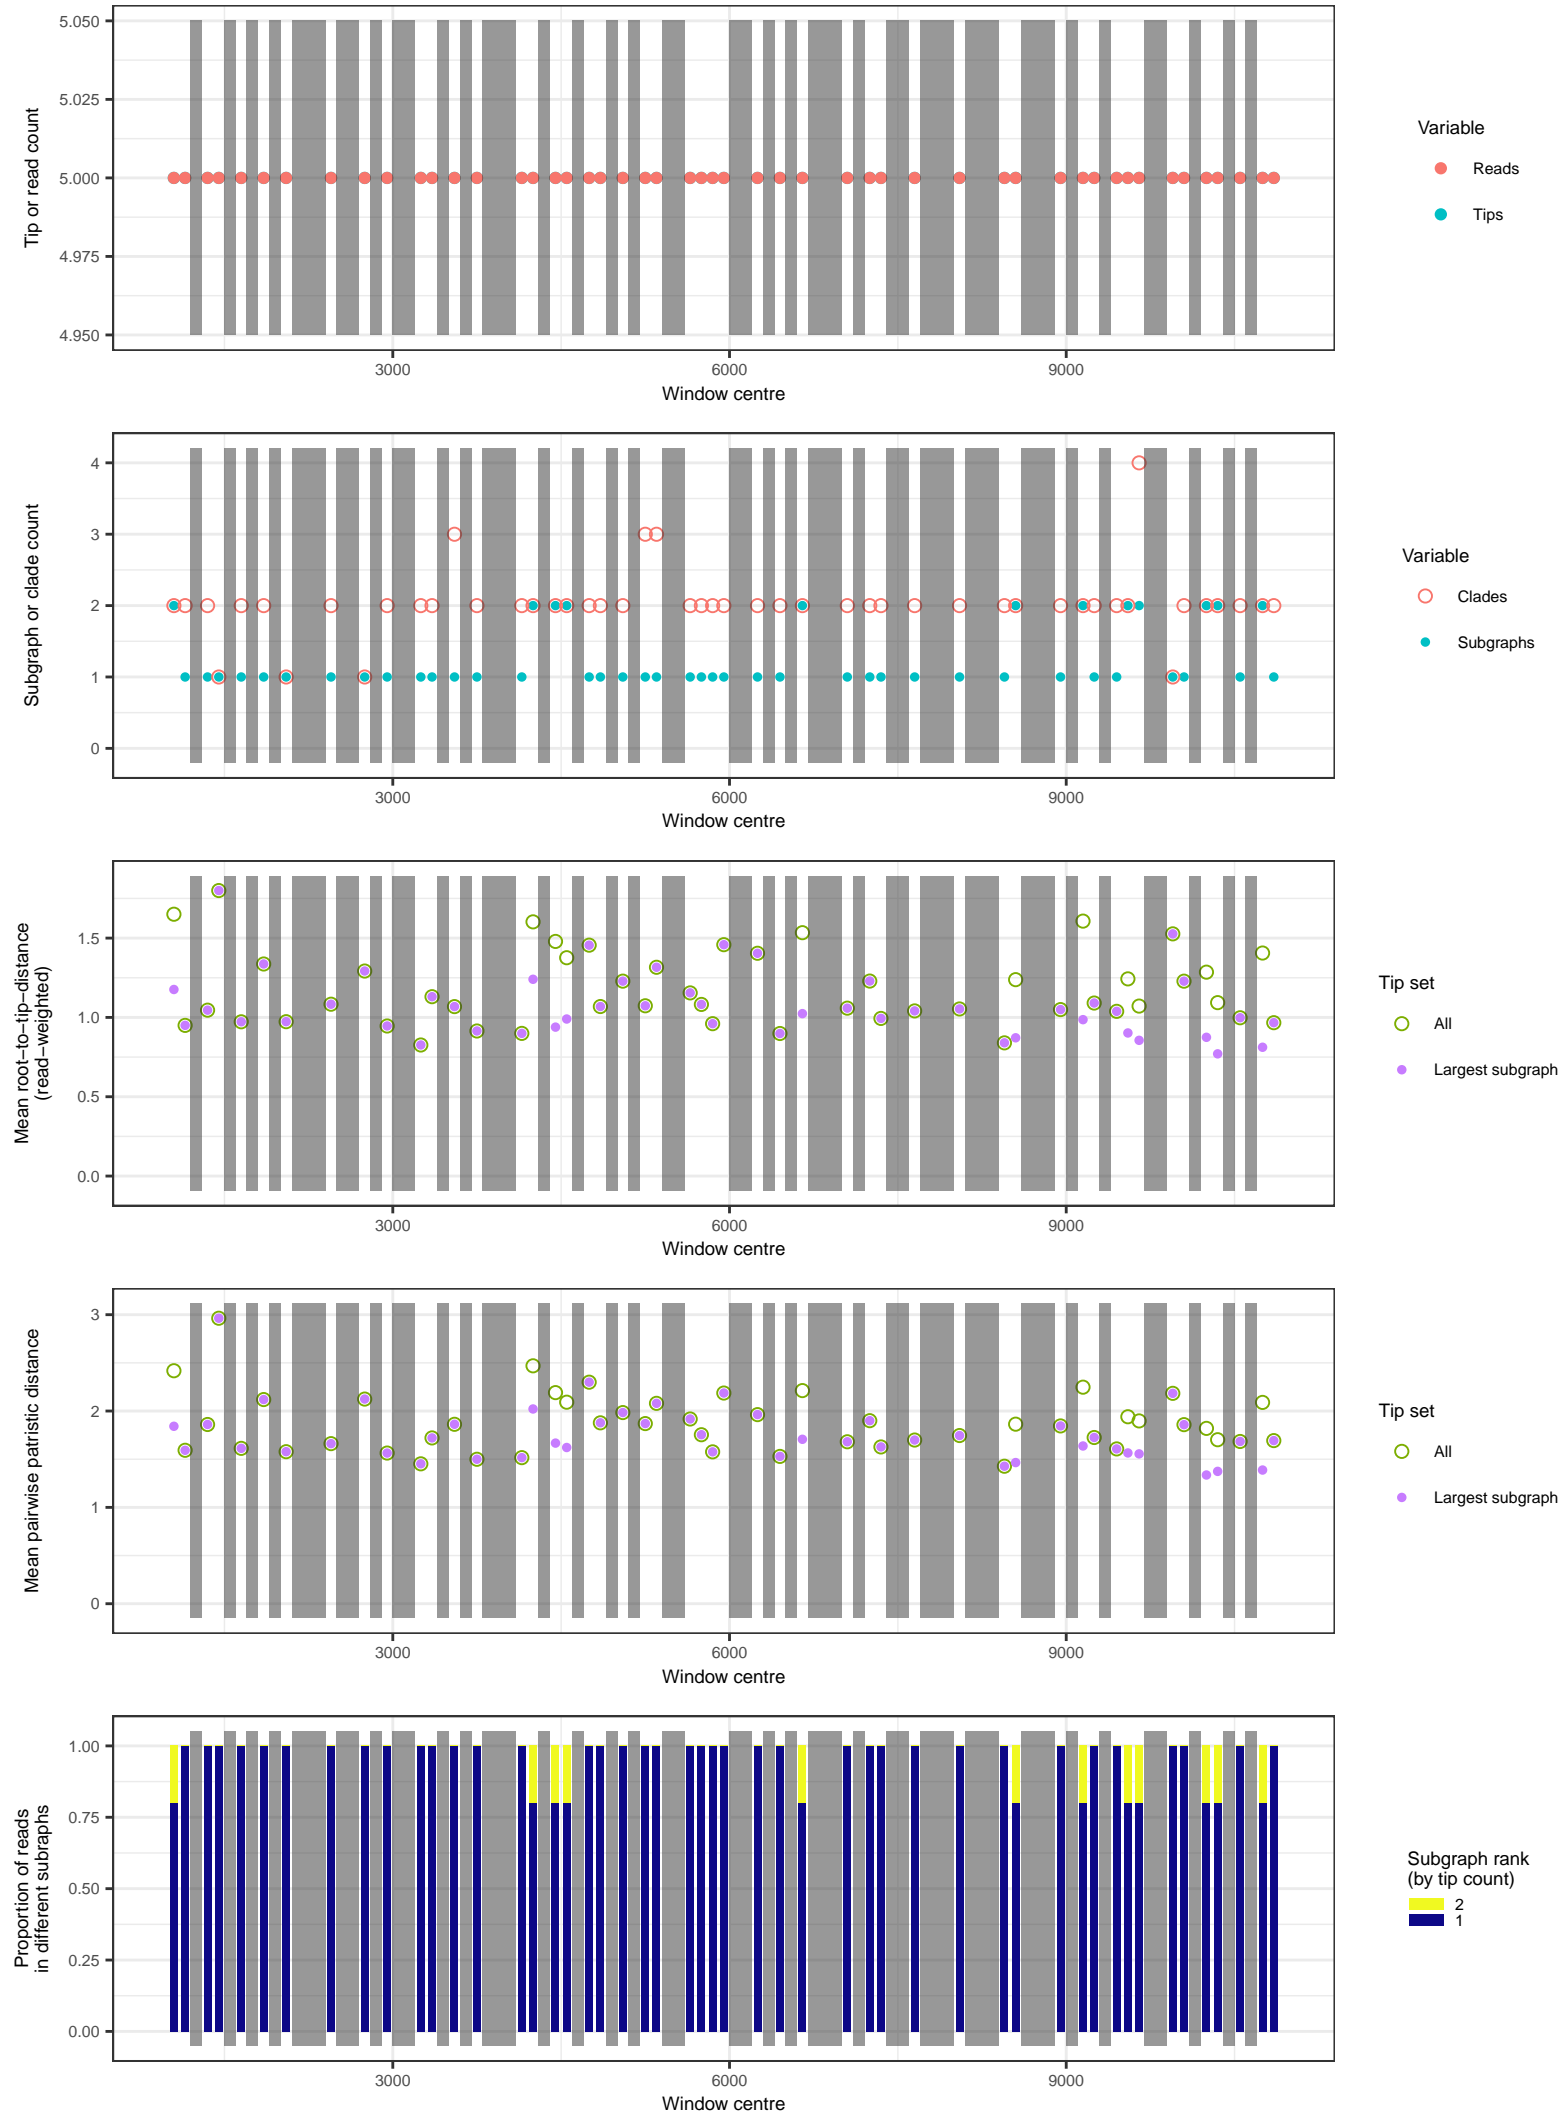 5.050
5.025
5.000
4.975
4.950
Tip or read count
3000
6000
9000
Window centre
Variable
Reads
Tips
4
3
2
1
0
Subgraph or clade count
3000
6000
9000
Window centre
Variable
Clades
Subgraphs
1.5
1.0
0.5
0.0
Mean root−to−tip−distance
(read−weighted)
3000
6000
9000
Window centre
Tip set
All
Largest subgraph
3
2
1
0
Mean pairwise patristic distance
3000
6000
9000
Window centre
Tip set
All
Largest subgraph
1.00
0.75
0.50
0.25
0.00
Proportion of reads
in different subraphs
3000
6000
9000
Window centre
Subgraph rank
(by tip count)
2
1